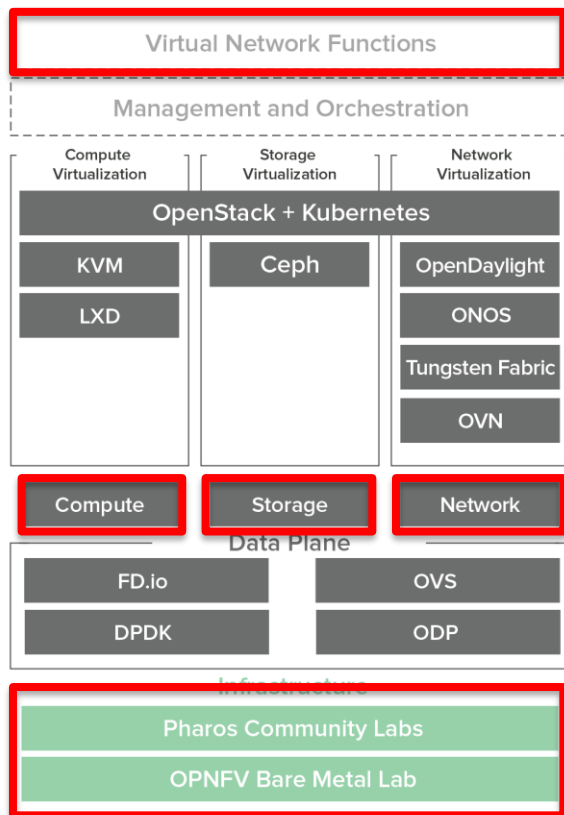 Virtual Network Functions
Management and Orchestration
Compute
Virtualization
Storage
Virtualization
Network
Virtualization
OpenStack + Kubernetes
KVM
Ceph
OpenDaylight
LXD
ONOS
Tungsten Fabric
OVN
Compute
Storage
Network
Data Plane
FD.io
OVS
DPDK
ODP
Infrastructure
Pharos Community Labs
OPNFV Bare Metal Lab